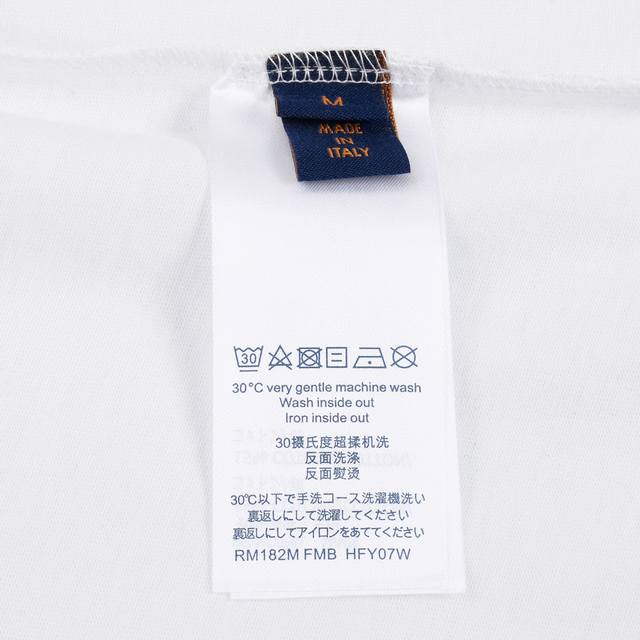 M
MADE
IN
ITALY
30
30°C very gentle machine wash
Wash inside out
Iron inside out
30摄氏度超揉机洗
反面洗涤
反面熨烫
30℃以下で手洗コース洗濯機洗い
裏返しにして洗濯してください
裏返しにしてアイロンをあててください
RM182M FMB HFY07W